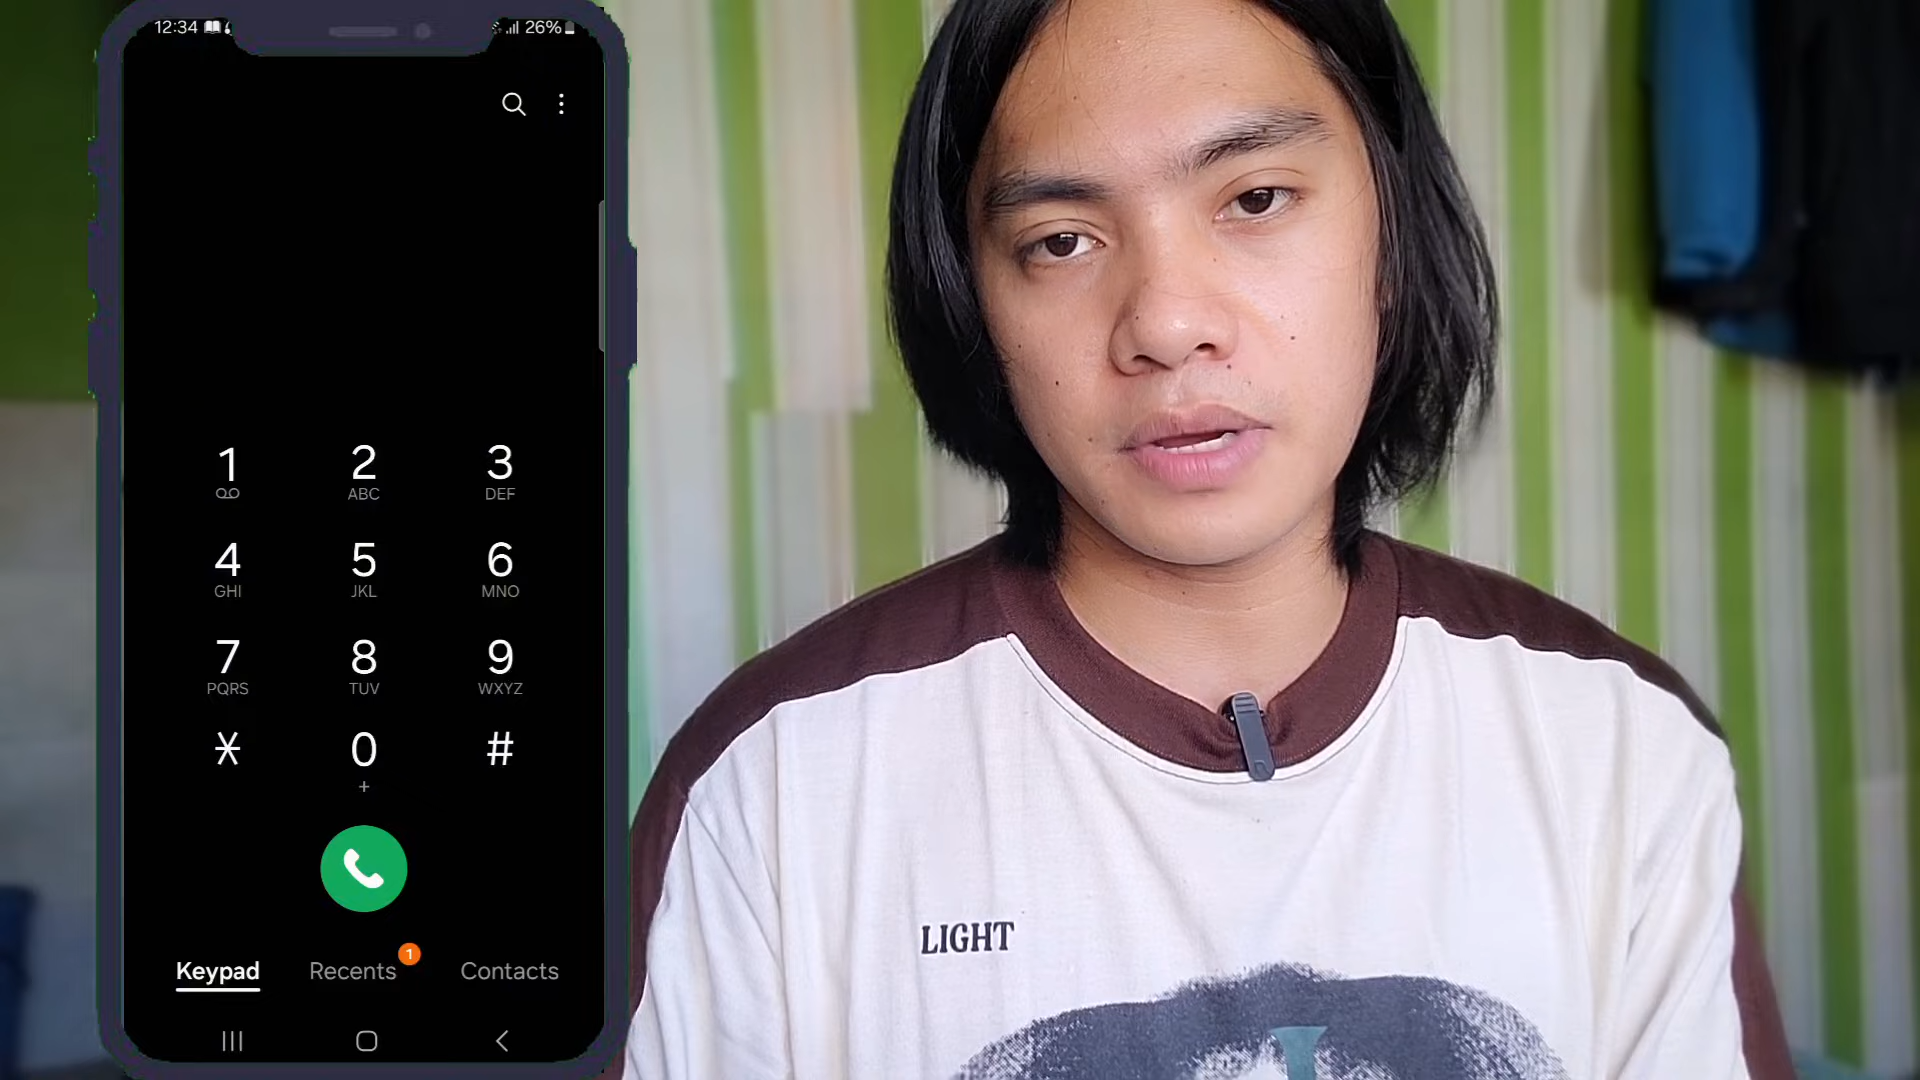 12:34 26%
1 2 3
ABC DEF
4 5 6
GHI JKL MNO
7 8 9
PQRS TUV WXYZ
* 0 #
+
1
Keypad Recents Contacts
LIGHT